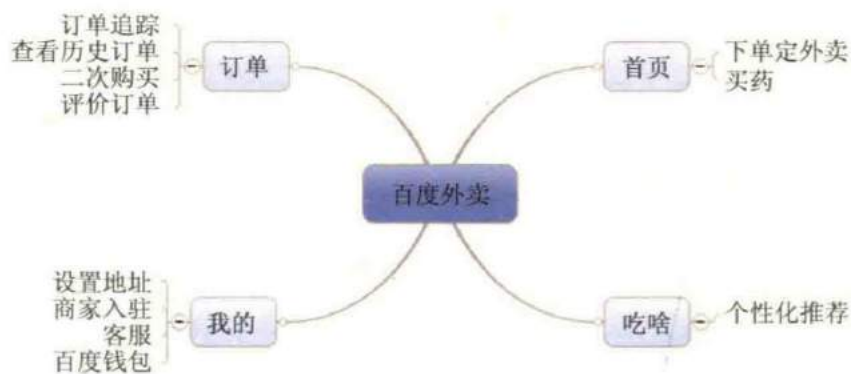 百度外卖
首页
下单定外卖
买药
吃啥
个性化推荐
订单
订单追踪
查看历史订单
二次购买
评价订单
我的
设置地址
商家入驻
客服
百度钱包